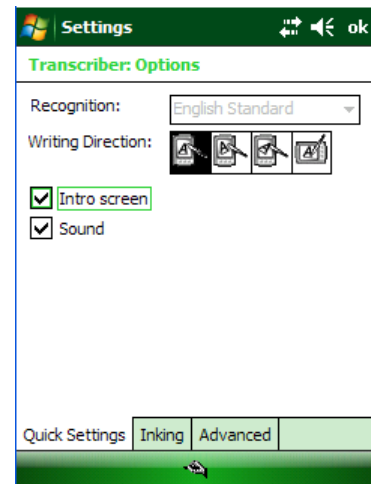 Settings ok
Transcriber: Options
Recognition: English Standard
Writing Direction: A A A A
Intro screen
Sound
Quick Settings Inking Advanced